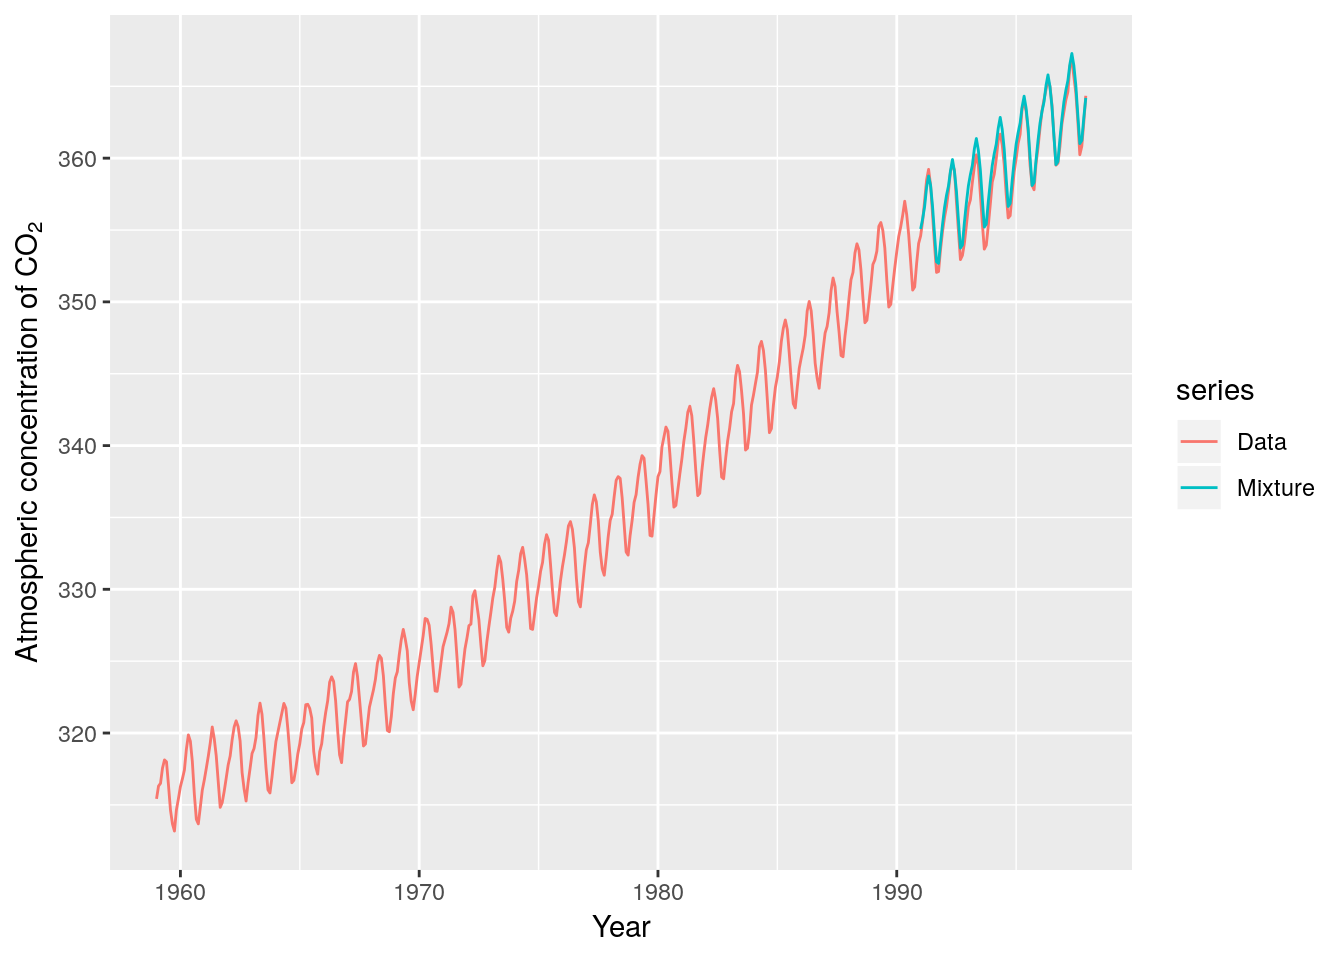 Atmospheric concentration of CO₂
360
350
340
330
320
1960
1970
1980
1990
Year
series
Data
Mixture